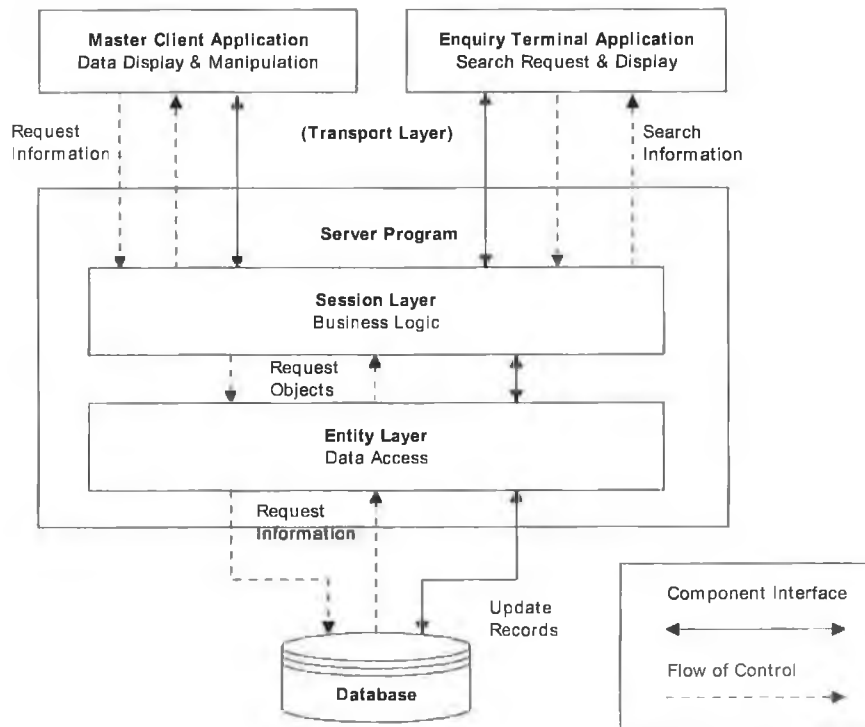 Master Client Application
Data Display & Manipulation
Enquiry Terminal Application
Search Request & Display
Request
Information
(Transport Layer)
Search
Information
Server Program
Session Layer
Business Logic
Request
Objects
Entity Layer
Data Access
Request
Information
Update
Records
Database
Component Interface
Flow of Control